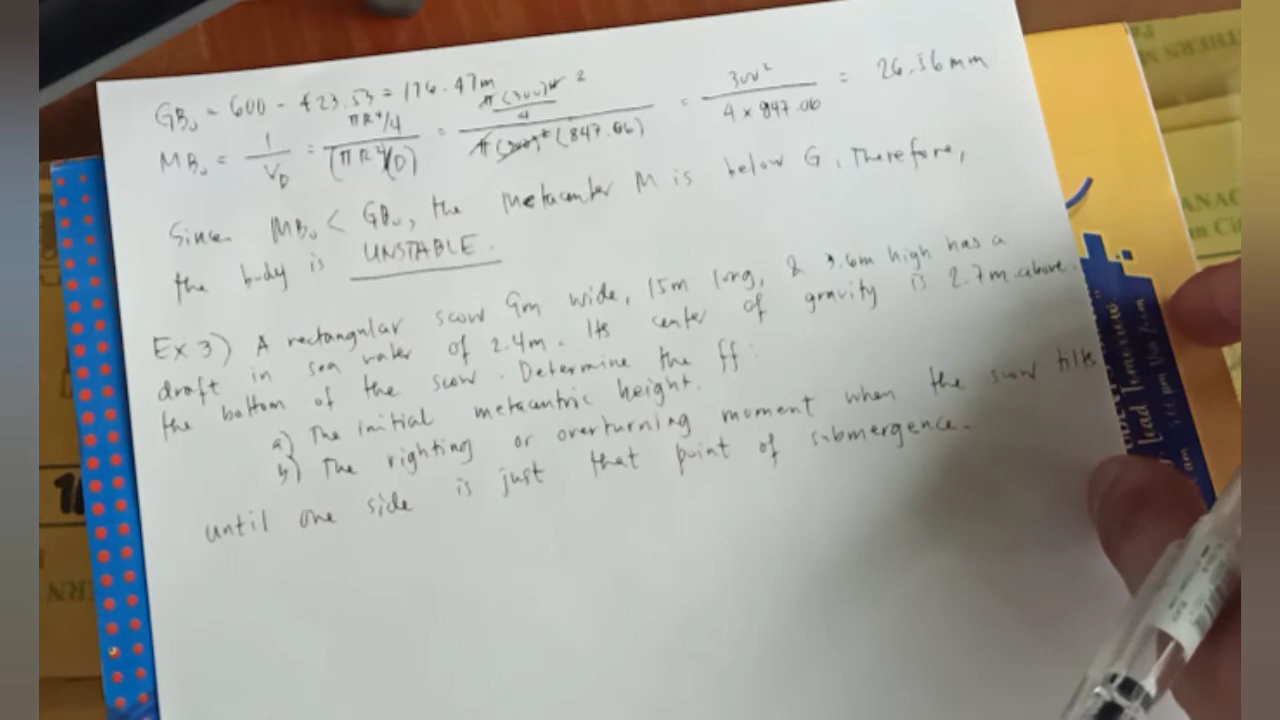 GB₀ = 600 - 423.53 = 176.47m
MB₀ = I/V_D = (πR⁴/4)/(πR²(D)) = (π(300)⁴/4)²/(π(300)²(847.06)) = 300²/(4 × 847.06) = 26.56mm
Since MB₀ < GB₀, the metacenter M is below G. Therefore,
the body is UNSTABLE.
Ex 3) A rectangular scow 9m wide, 15m long, & 3.6m high has a
draft in sea water of 2.4m. Its center of gravity is 2.7m above
the bottom of the scow. Determine the ff:
a) The initial metacentric height.
b) The righting or overturning moment when the scow tilts
until one side is just that point of submergence.
lead Tomorrow.